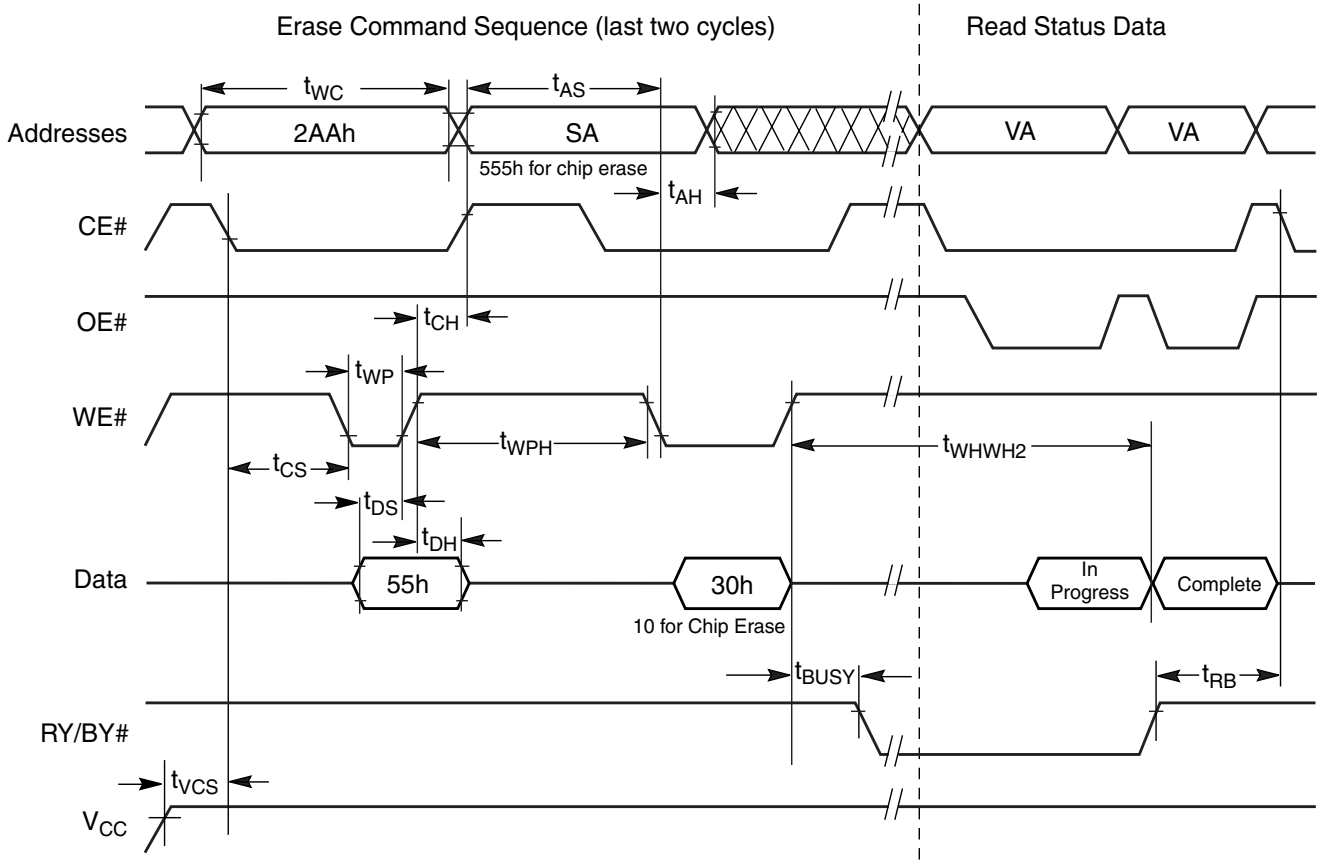 Erase Command Sequence (last two cycles)
Read Status Data
tWC
tAS
Addresses
2AAh
SA
VA
VA
555h for chip erase
tAH
CE#
OE#
tCH
tWP
WE#
tWPH
tWHWH2
tCS
tDS
tDH
Data
55h
30h
In
Progress
Complete
10 for Chip Erase
tBUSY
tRB
RY/BY#
tVCS
VCC